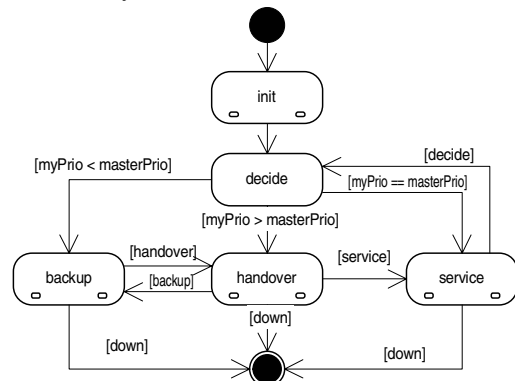 init
[decide]
[myPrio < masterPrio]
decide
[myPrio == masterPrio]
[myPrio > masterPrio]
[handover]
[service]
backup
[backup]
handover
service
[down]
[down]
[down]